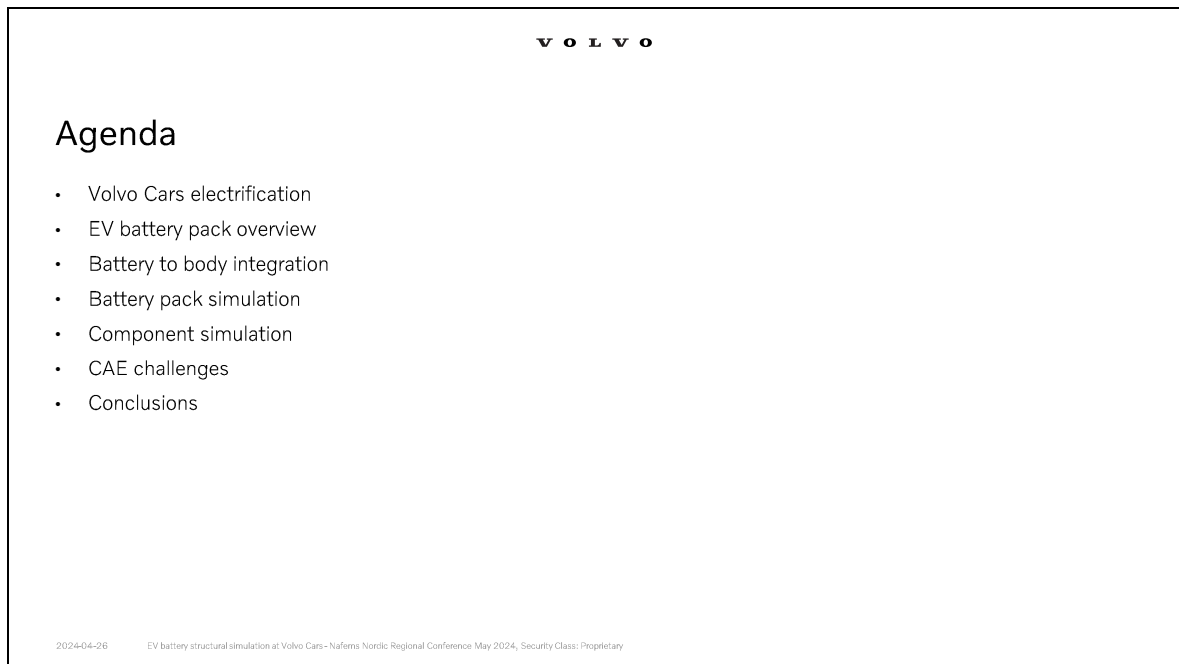 VOLVO
Agenda
• Volvo Cars electrification
• EV battery pack overview
• Battery to body integration
• Battery pack simulation
• Component simulation
• CAE challenges
• Conclusions
2024-04-26 EV battery structural simulation at Volvo Cars - Nafems Nordic Regional Conference May 2024, Security Class: Proprietary